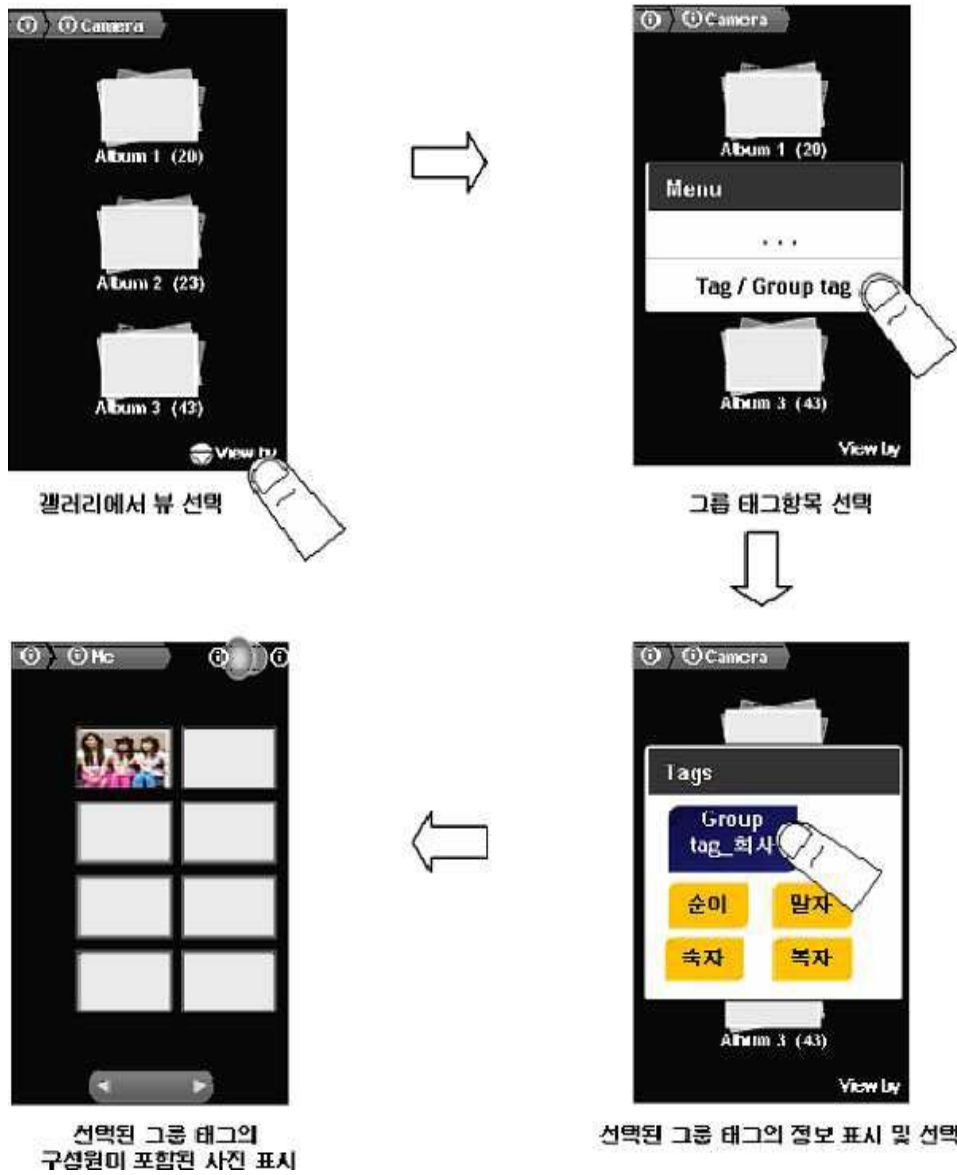 Camera
Album 1 (20)
Album 2 (23)
Album 3 (43)
View by
갤러리에서 뷰 선택
Camera
Album 1 (20)
Menu
...
Tag / Group tag
Album 3 (43)
View by
그룹 태그항목 선택
Me
선택된 그룹 태그의
구성원이 포함된 사진 표시
Camera
Tags
Group
tag_회사
순이 말자
숙자 복자
Album 3 (43)
View by
선택된 그룹 태그의 정보 표시 및 선택